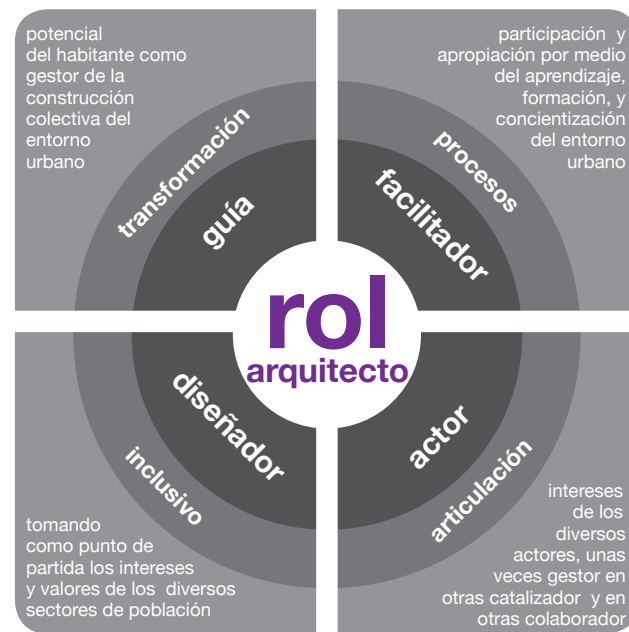 potencial
del habitante como
gestor de la
construcción
colectiva del
entorno
urbano
transformación
guía
participación y
apropiación por medio
del aprendizaje,
formación, y
concientización
del entorno
urbano
procesos
facilitador
rol
arquitecto
diseñador
inclusivo
tomando
como punto de
partida los intereses
y valores de los diversos
sectores de población
actor
articulación
intereses
de los
diversos
actores, unas
veces gestor en
otras catalizador y en
otras colaborador